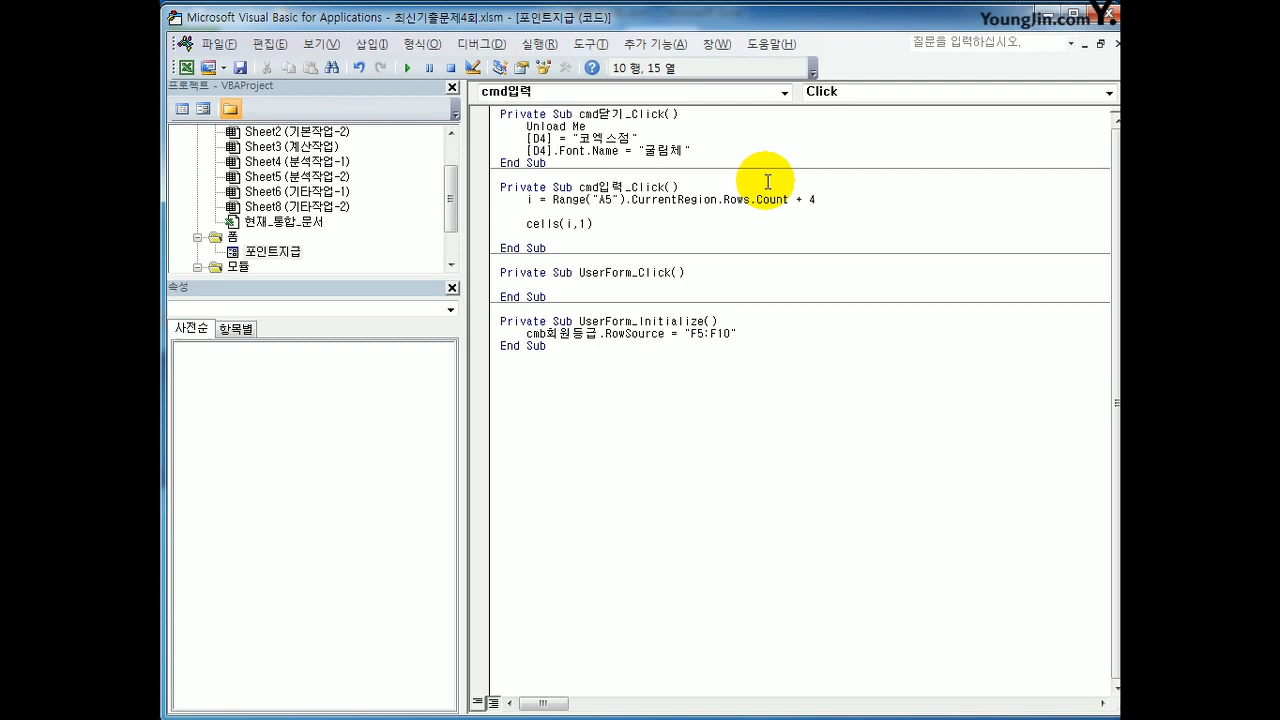 Microsoft Visual Basic for Applications - 최신기출문제4회.xlsm - [포인트지급 (코드)]
YoungJin.com Y.
파일(F) 편집(E) 보기(V) 삽입(I) 형식(O) 디버그(D) 실행(R) 도구(T) 추가 기능(A) 창(W) 도움말(H)
질문을 입력하십시오.
10 행, 15 열
프로젝트 - VBAProject
Sheet2 (기본작업-2)
Sheet3 (계산작업)
Sheet4 (분석작업-1)
Sheet5 (분석작업-2)
Sheet6 (기타작업-1)
Sheet8 (기타작업-2)
현재_통합_문서
폼
포인트지급
모듈
속성
사전순 항목별
cmd입력 Click
Private Sub cmd닫기_Click()
Unload Me
[D4] = "코엑스점"
[D4].Font.Name = "굴림체"
End Sub
Private Sub cmd입력_Click()
i = Range("A5").CurrentRegion.Rows.Count + 4
cells(i,1)
End Sub
Private Sub UserForm_Click()
End Sub
Private Sub UserForm_Initialize()
cmb회원등급.RowSource = "F5:F10"
End Sub